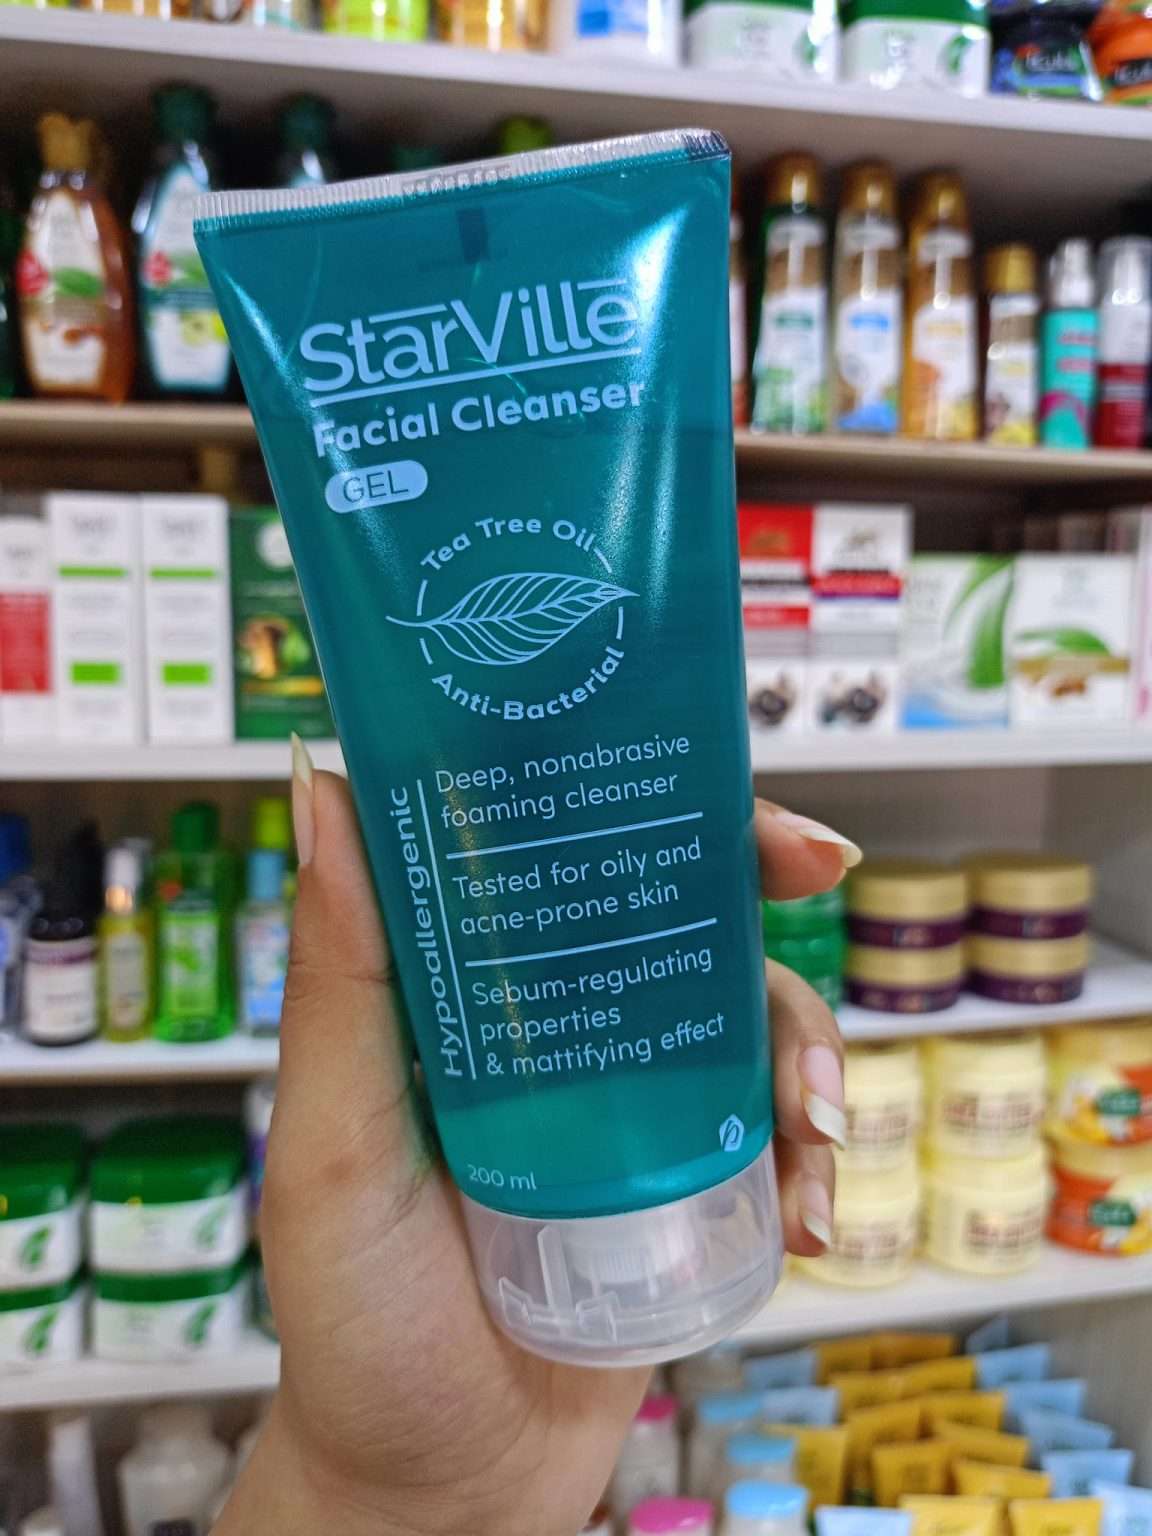 StarVille
Facial Cleanser
GEL
Tea Tree Oil
Anti-Bacterial
Hypoallergenic
Deep, nonabrasive
foaming cleanser
Tested for oily and
acne-prone skin
Sebum-regulating
properties
& mattifying effect
200 ml